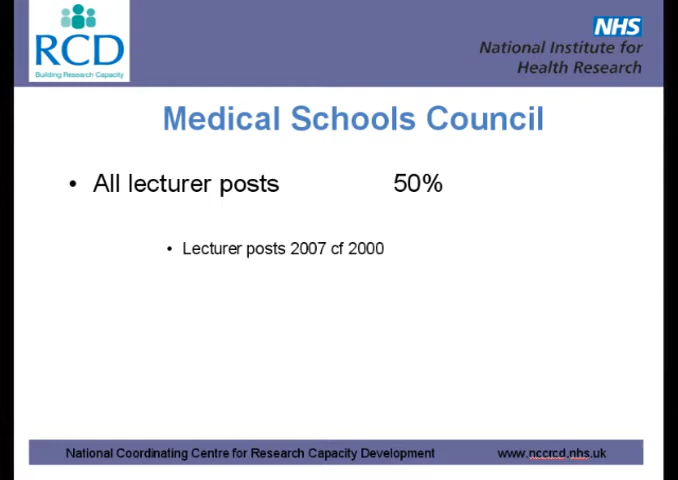 RCD
Building Research Capacity
NHS
National Institute for
Health Research
Medical Schools Council
• All lecturer posts 50%
• Lecturer posts 2007 cf 2000
National Coordinating Centre for Research Capacity Development www.nccrcd.nhs.uk